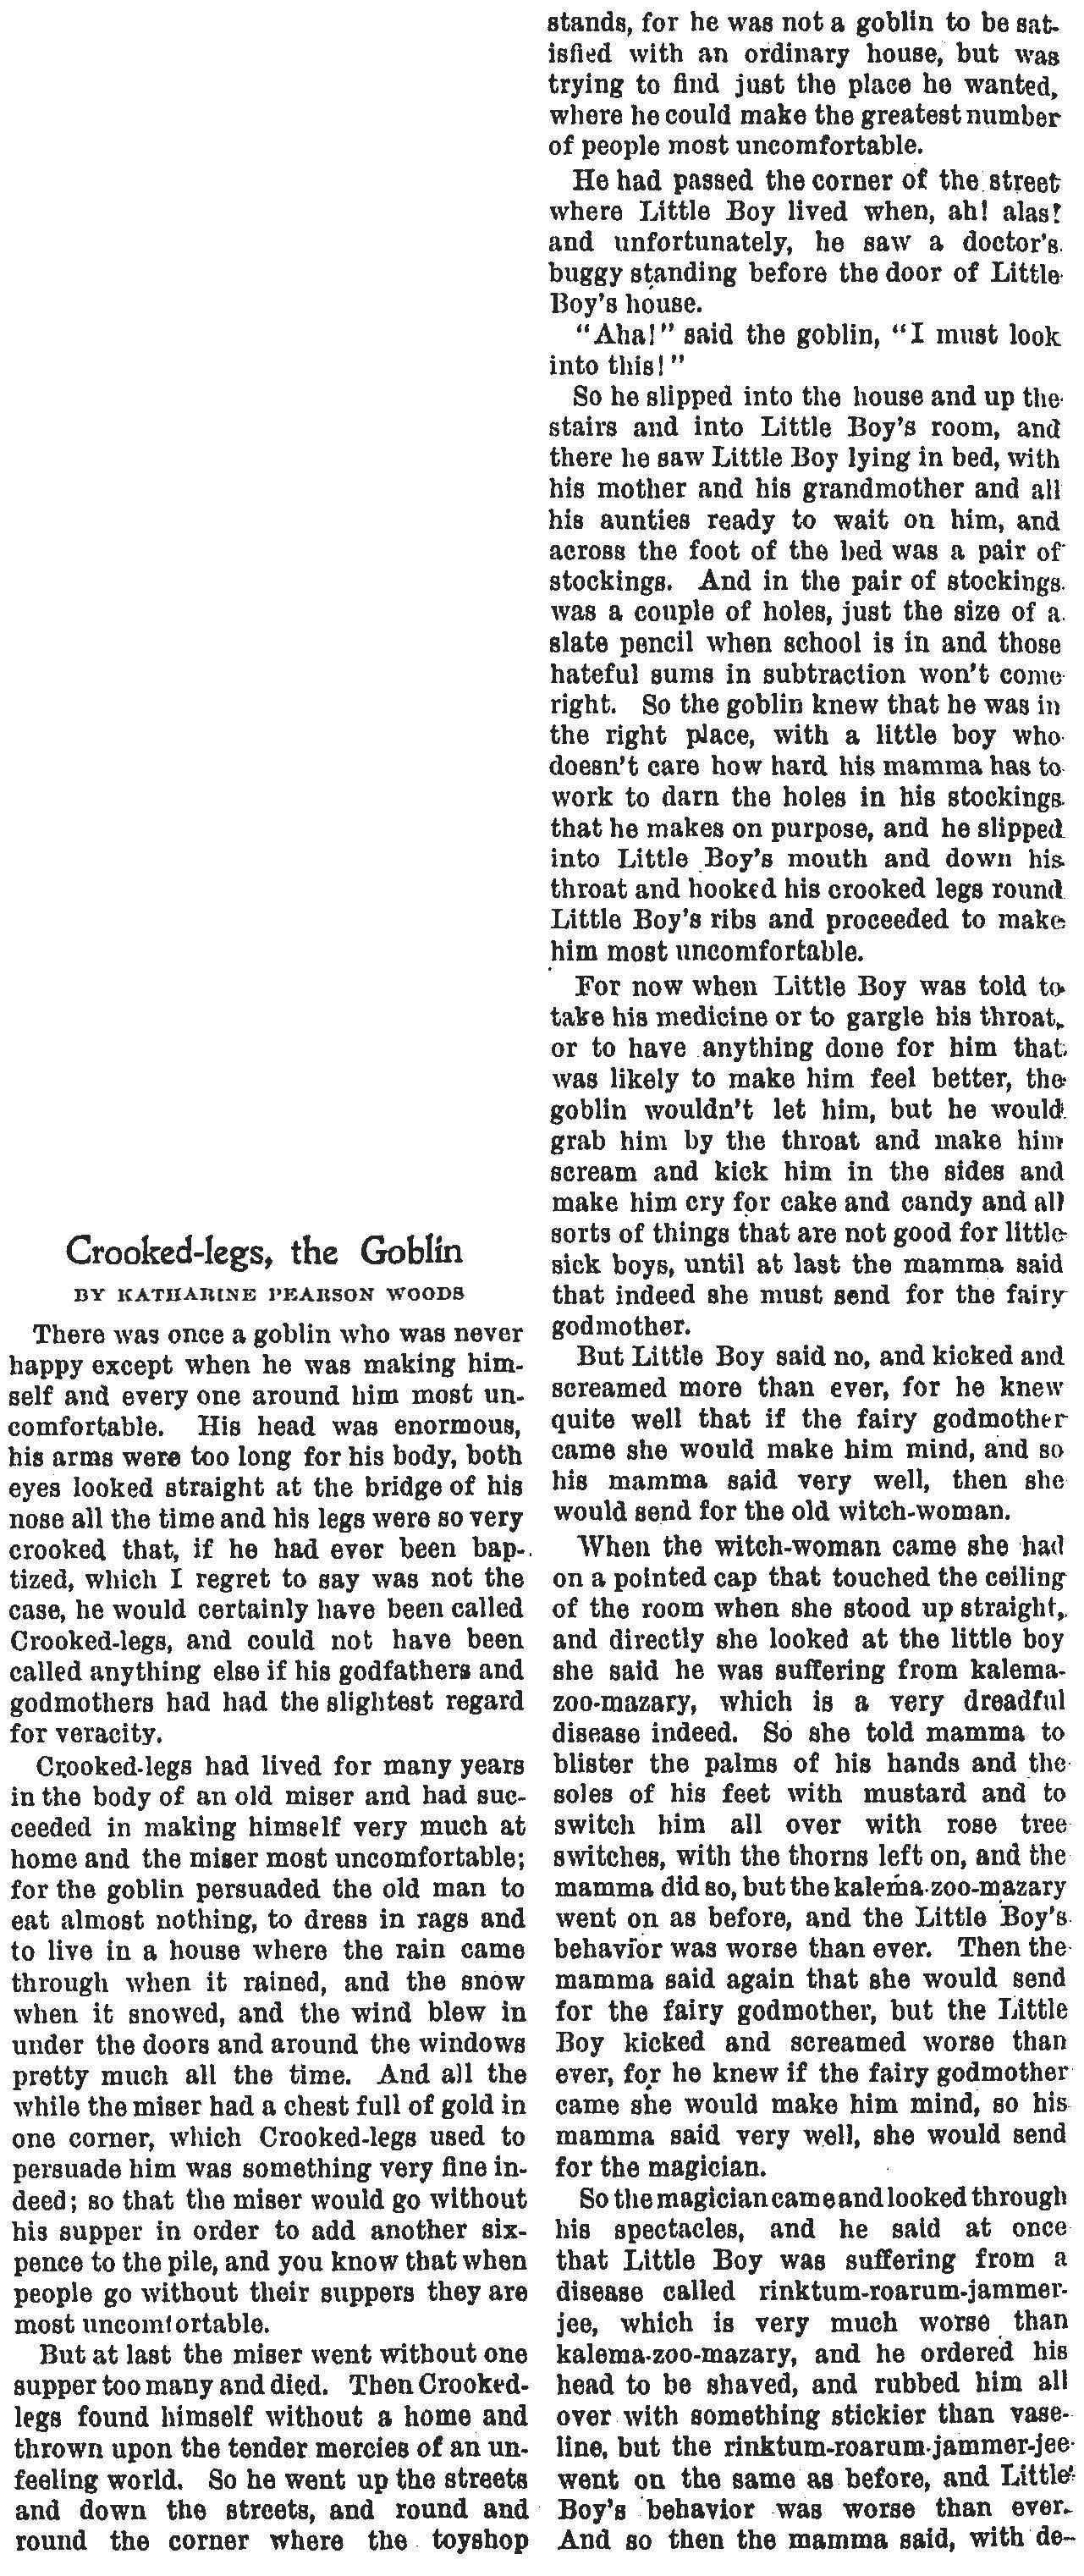 Crooked-legs, the Goblin
BY KATHARINE PEARSON WOODS
There was once a goblin who was never
happy except when he was making him-
self and every one around him most un-
comfortable. His head was enormous,
his arms were too long for his body, both
eyes looked straight at the bridge of his
nose all the time and his legs were so very
crooked that, if he had ever been bap-
tized, which I regret to say was not the
case, he would certainly have been called
Crooked-legs, and could not have been
called anything else if his godfathers and
godmothers had had the slightest regard
for veracity.
Crooked-legs had lived for many years
in the body of an old miser and had suc-
ceeded in making himself very much at
home and the miser most uncomfortable;
for the goblin persuaded the old man to
eat almost nothing, to dress in rags and
to live in a house where the rain came
through when it rained, and the snow
when it snowed, and the wind blew in
under the doors and around the windows
pretty much all the time. And all the
while the miser had a chest full of gold in
one corner, which Crooked-legs used to
persuade him was something very fine in-
deed; so that the miser would go without
his supper in order to add another six-
pence to the pile, and you know that when
people go without their suppers they are
most uncomfortable.
But at last the miser went without one
supper too many and died. Then Crooked-
legs found himself without a home and
thrown upon the tender mercies of an un-
feeling world. So he went up the streets
and down the streets, and round and
round the corner where the toyshop
stands, for he was not a goblin to be sat-
isfied with an ordinary house, but was
trying to find just the place he wanted,
where he could make the greatest number
of people most uncomfortable.
He had passed the corner of the street
where Little Boy lived when, ah! alas!
and unfortunately, he saw a doctor's
buggy standing before the door of Little
Boy's house.
"Aha!" said the goblin, "I must look
into this!"
So he slipped into the house and up the
stairs and into Little Boy's room, and
there he saw Little Boy lying in bed, with
his mother and his grandmother and all
his aunties ready to wait on him, and
across the foot of the bed was a pair of
stockings. And in the pair of stockings
was a couple of holes, just the size of a
slate pencil when school is in and those
hateful sums in subtraction won't come
right. So the goblin knew that he was in
the right place, with a little boy who
doesn't care how hard his mamma has to
work to darn the holes in his stockings
that he makes on purpose, and he slipped
into Little Boy's mouth and down his
throat and hooked his crooked legs round
Little Boy's ribs and proceeded to make
him most uncomfortable.
For now when Little Boy was told to
take his medicine or to gargle his throat,
or to have anything done for him that
was likely to make him feel better, the
goblin wouldn't let him, but he would
grab him by the throat and make him
scream and kick him in the sides and
make him cry for cake and candy and all
sorts of things that are not good for little
sick boys, until at last the mamma said
that indeed she must send for the fairy
godmother.
But Little Boy said no, and kicked and
screamed more than ever, for he knew
quite well that if the fairy godmother
came she would make him mind, and so
his mamma said very well, then she
would send for the old witch-woman.
When the witch-woman came she had
on a pointed cap that touched the ceiling
of the room when she stood up straight,
and directly she looked at the little boy
she said he was suffering from kalema-
zoo-mazary, which is a very dreadful
disease indeed. So she told mamma to
blister the palms of his hands and the
soles of his feet with mustard and to
switch him all over with rose tree
switches, with the thorns left on, and the
mamma did so, but the kalema-zoo-mazary
went on as before, and the Little Boy's
behavior was worse than ever. Then the
mamma said again that she would send
for the fairy godmother, but the Little
Boy kicked and screamed worse than
ever, for he knew if the fairy godmother
came she would make him mind, so his
mamma said very well, she would send
for the magician.
So the magician came and looked through
his spectacles, and he said at once
that Little Boy was suffering from a
disease called rinktum-roarum-jammer-
jee, which is very much worse than
kalema-zoo-mazary, and he ordered his
head to be shaved, and rubbed him all
over with something stickier than vase-
line, but the rinktum-roarum-jammer-jee
went on the same as before, and Little
Boy's behavior was worse than ever.
And so then the mamma said, with de-